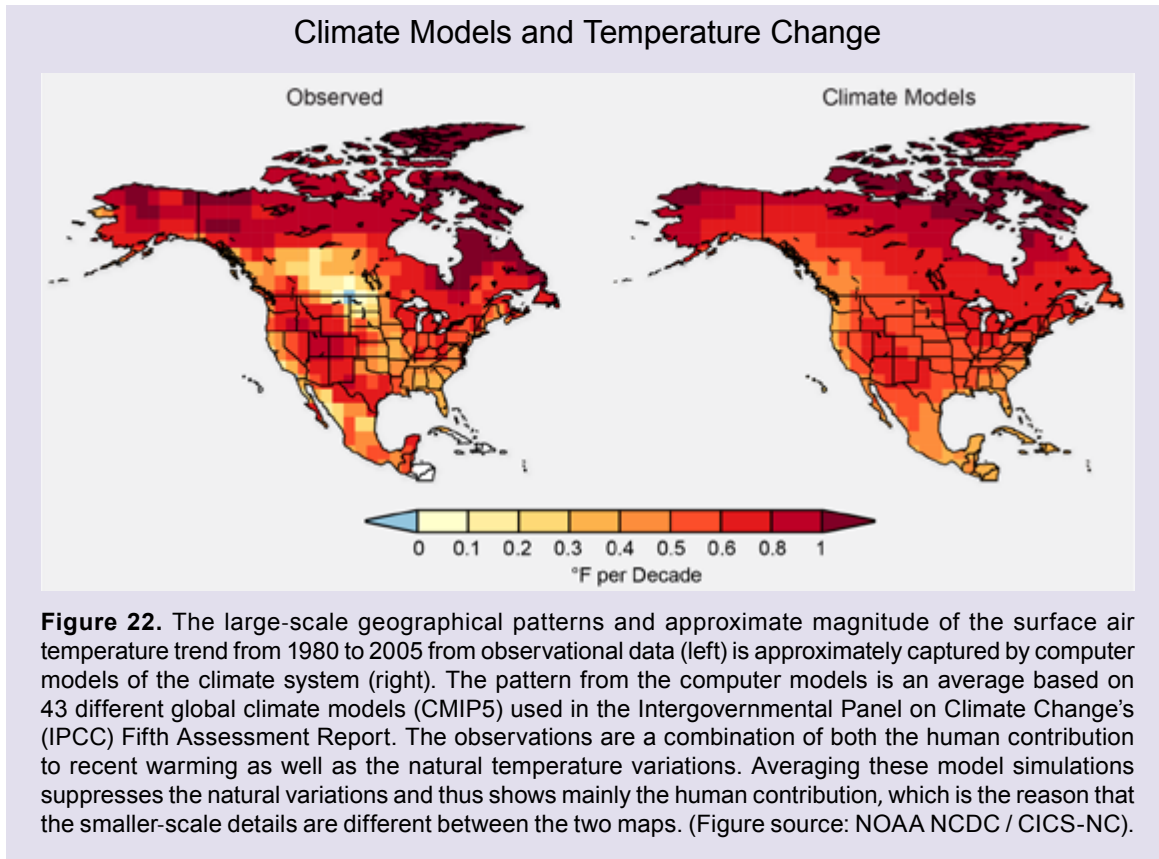 Climate Models and Temperature Change
Observed
Climate Models
0 0.1 0.2 0.3 0.4 0.5 0.6 0.8 1
°F per Decade
Figure 22. The large-scale geographical patterns and approximate magnitude of the surface air
temperature trend from 1980 to 2005 from observational data (left) is approximately captured by computer
models of the climate system (right). The pattern from the computer models is an average based on
43 different global climate models (CMIP5) used in the Intergovernmental Panel on Climate Change’s
(IPCC) Fifth Assessment Report. The observations are a combination of both the human contribution
to recent warming as well as the natural temperature variations. Averaging these model simulations
suppresses the natural variations and thus shows mainly the human contribution, which is the reason that
the smaller-scale details are different between the two maps. (Figure source: NOAA NCDC / CICS-NC).